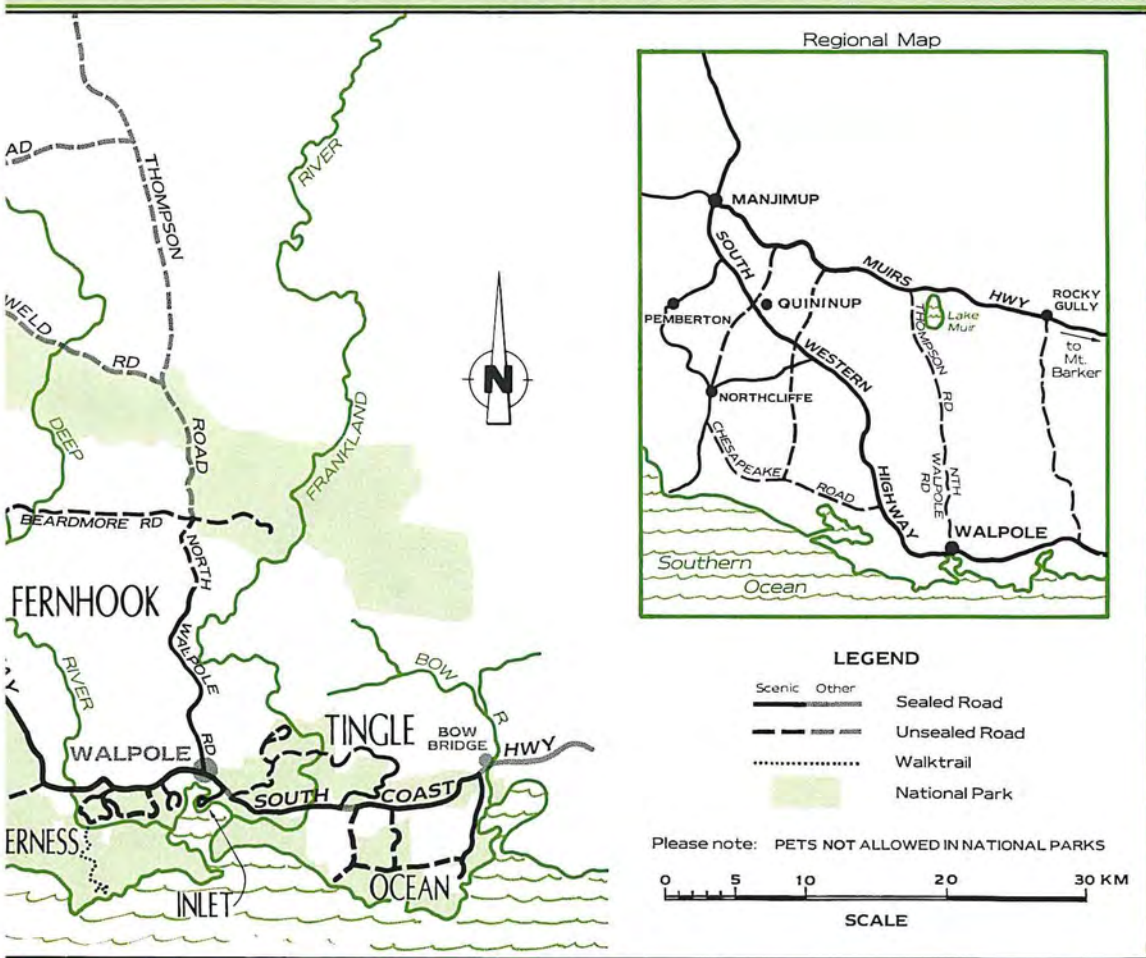 AD
THOMPSON
RIVER
WELD
RD
DEEP
ROAD
FRANKLAND
BEARDMORE RD
NORTH
FERNHOOK
WALPOLE
RIVER
AY
BOW
R
TINGLE
BOW
BRIDGE
HWY
WALPOLE
RD
SOUTH COAST
ERNESS
INLET
OCEAN
N
Regional Map
MANJIMUP
SOUTH
MUIRS
HWY
ROCKY
GULLY
QUININUP
PEMBERTON
Lake
Muir
to
Mt.
Barker
THOMPSON
RD
WESTERN
NORTHCLIFFE
CHESAPEAKE
ROAD
HIGHWAY
NTH
WALPOLE
RD
WALPOLE
Southern
Ocean
LEGEND
Scenic Other
Sealed Road
Unsealed Road
Walktrail
National Park
Please note: PETS NOT ALLOWED IN NATIONAL PARKS
0 5 10 20 30 KM
SCALE